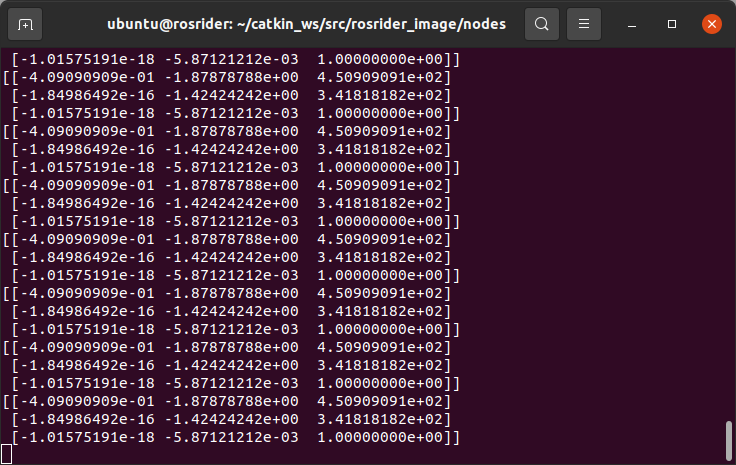 ubuntu@rosrider: ~/catkin_ws/src/rosrider_image/nodes
 [-1.01575191e-18 -5.87121212e-03  1.00000000e+00]]
[[-4.09090909e-01 -1.87878788e+00  4.50909091e+02]
 [-1.84986492e-16 -1.42424242e+00  3.41818182e+02]
 [-1.01575191e-18 -5.87121212e-03  1.00000000e+00]]
[[-4.09090909e-01 -1.87878788e+00  4.50909091e+02]
 [-1.84986492e-16 -1.42424242e+00  3.41818182e+02]
 [-1.01575191e-18 -5.87121212e-03  1.00000000e+00]]
[[-4.09090909e-01 -1.87878788e+00  4.50909091e+02]
 [-1.84986492e-16 -1.42424242e+00  3.41818182e+02]
 [-1.01575191e-18 -5.87121212e-03  1.00000000e+00]]
[[-4.09090909e-01 -1.87878788e+00  4.50909091e+02]
 [-1.84986492e-16 -1.42424242e+00  3.41818182e+02]
 [-1.01575191e-18 -5.87121212e-03  1.00000000e+00]]
[[-4.09090909e-01 -1.87878788e+00  4.50909091e+02]
 [-1.84986492e-16 -1.42424242e+00  3.41818182e+02]
 [-1.01575191e-18 -5.87121212e-03  1.00000000e+00]]
[[-4.09090909e-01 -1.87878788e+00  4.50909091e+02]
 [-1.84986492e-16 -1.42424242e+00  3.41818182e+02]
 [-1.01575191e-18 -5.87121212e-03  1.00000000e+00]]
[[-4.09090909e-01 -1.87878788e+00  4.50909091e+02]
 [-1.84986492e-16 -1.42424242e+00  3.41818182e+02]
 [-1.01575191e-18 -5.87121212e-03  1.00000000e+00]]